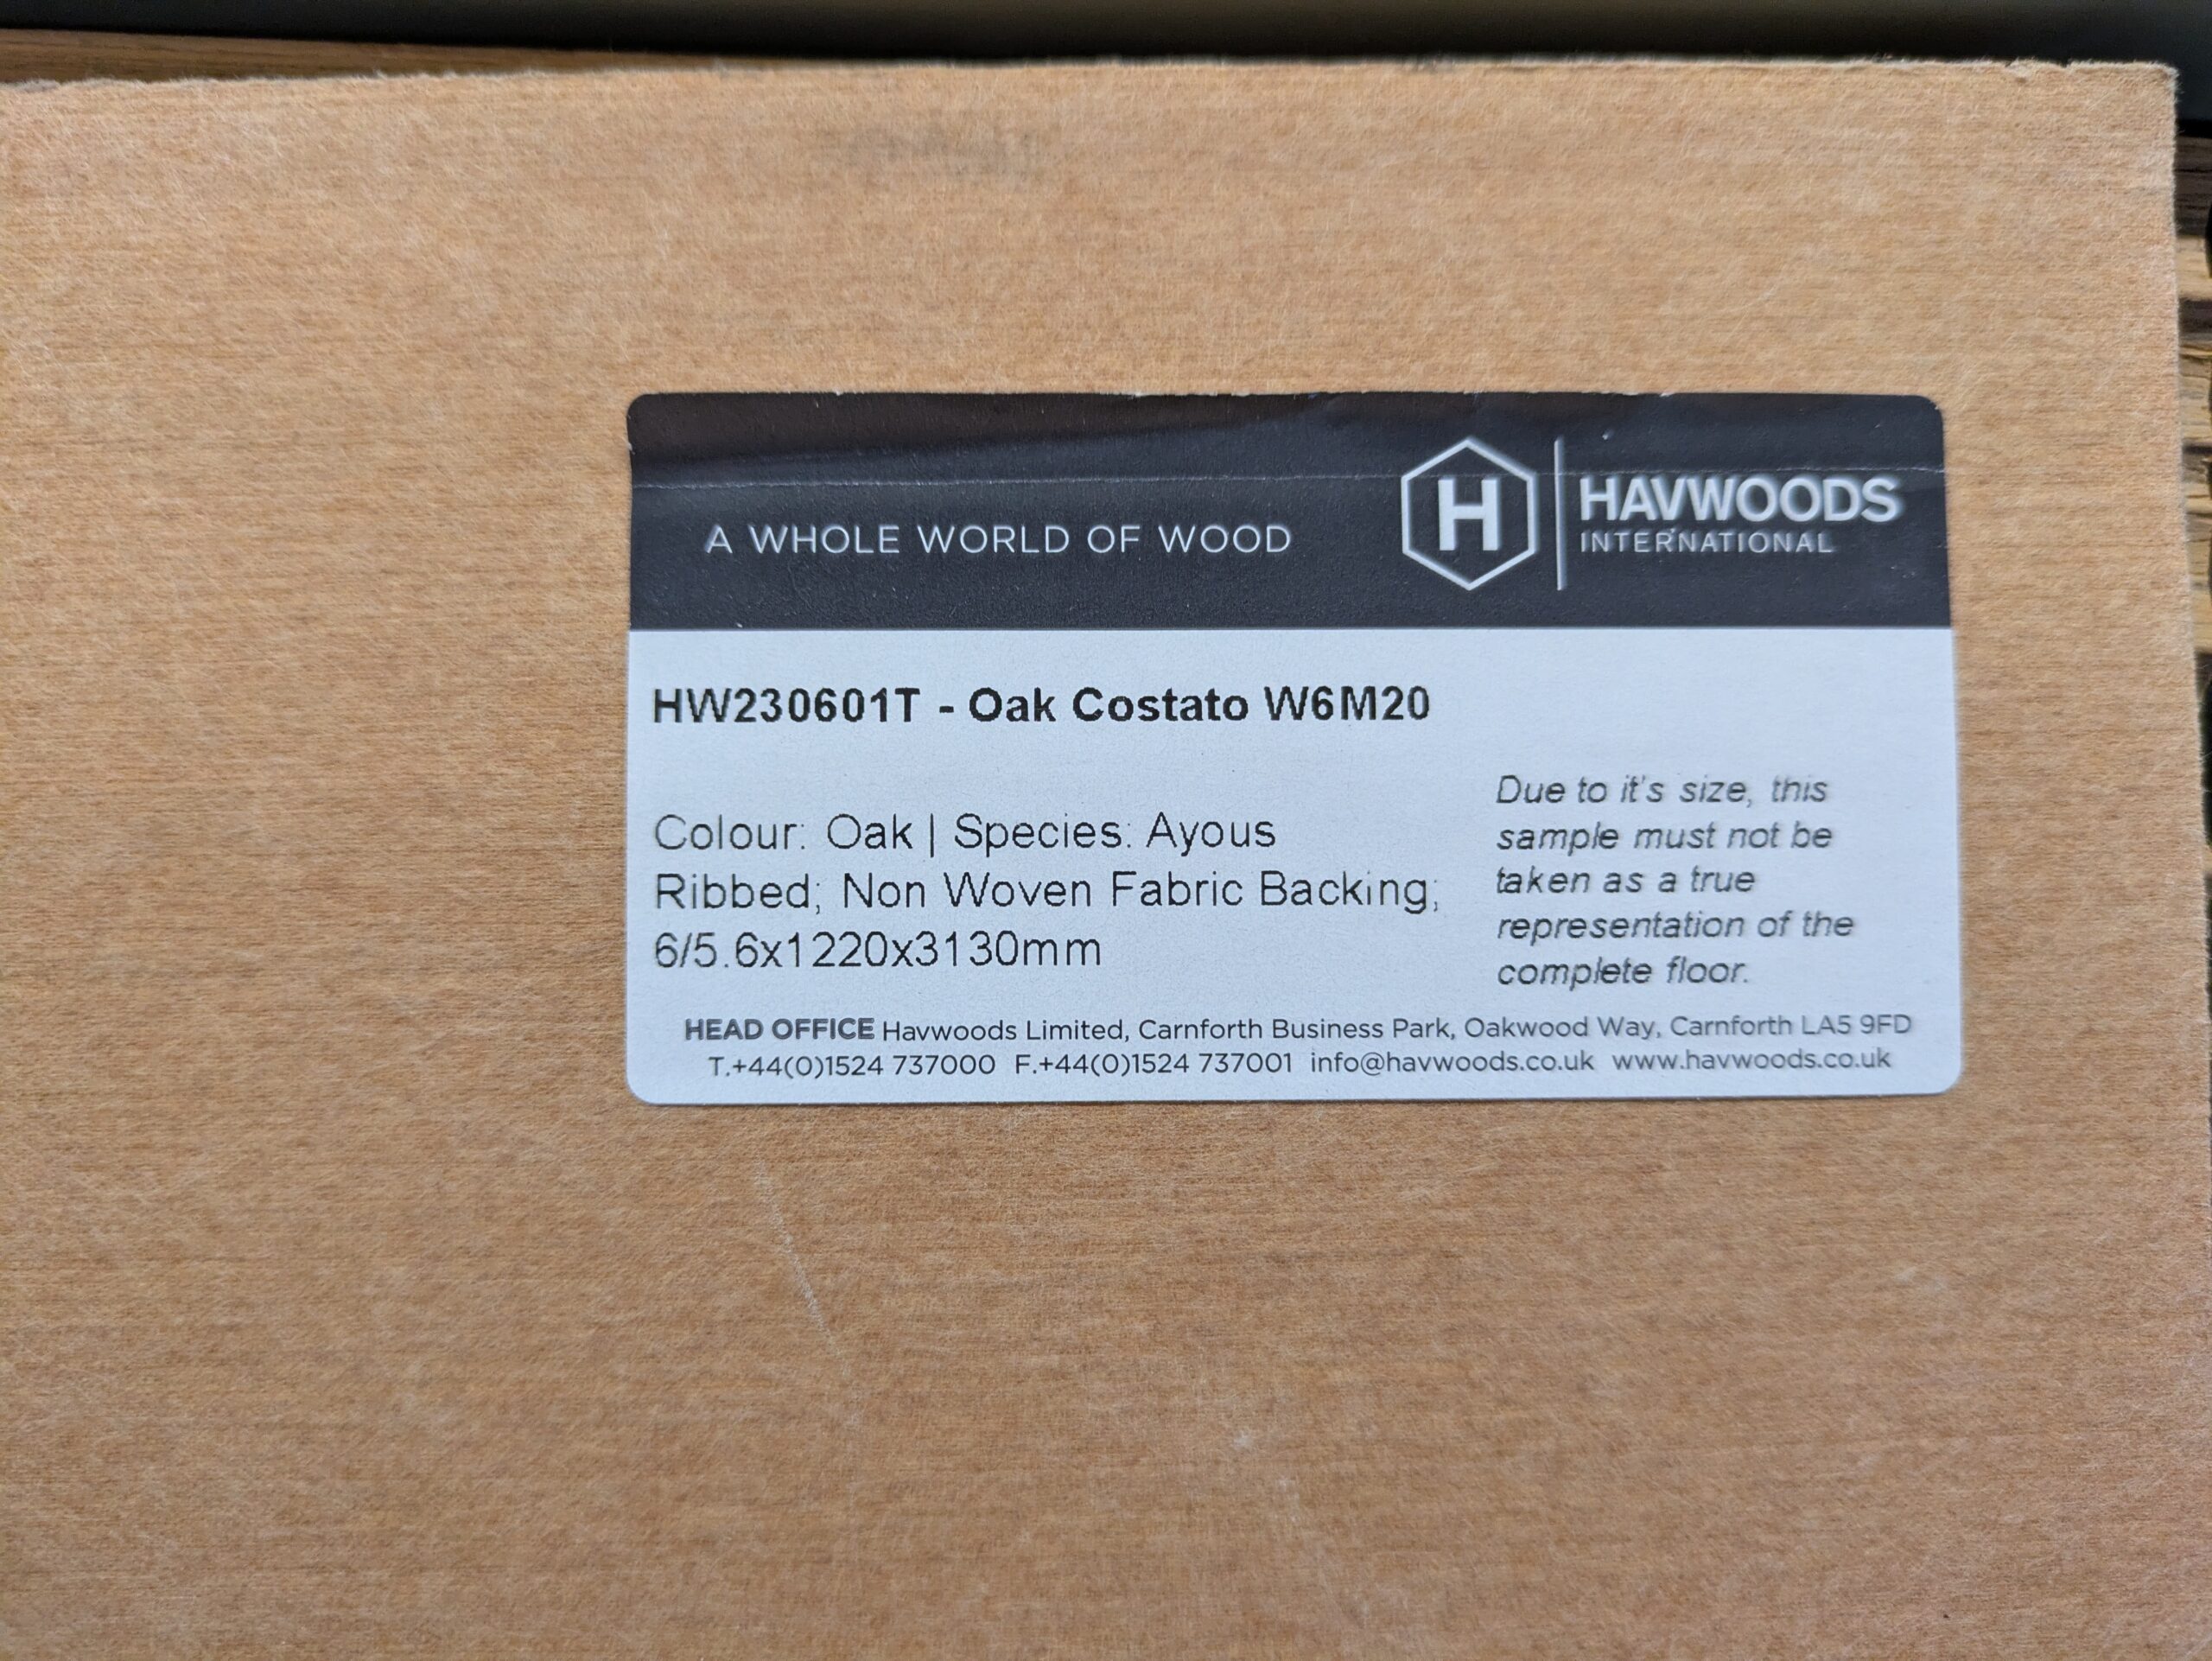 A WHOLE WORLD OF WOOD
H
HAVWOODS
INTERNATIONAL
HW230601T - Oak Costato W6M20
Colour: Oak | Species: Ayous
Ribbed; Non Woven Fabric Backing;
6/5.6x1220x3130mm
Due to it's size, this
sample must not be
taken as a true
representation of the
complete floor.
HEAD OFFICE Havwoods Limited, Carnforth Business Park, Oakwood Way, Carnforth LA5 9FD
T.+44(0)1524 737000 F.+44(0)1524 737001 info@havwoods.co.uk www.havwoods.co.uk